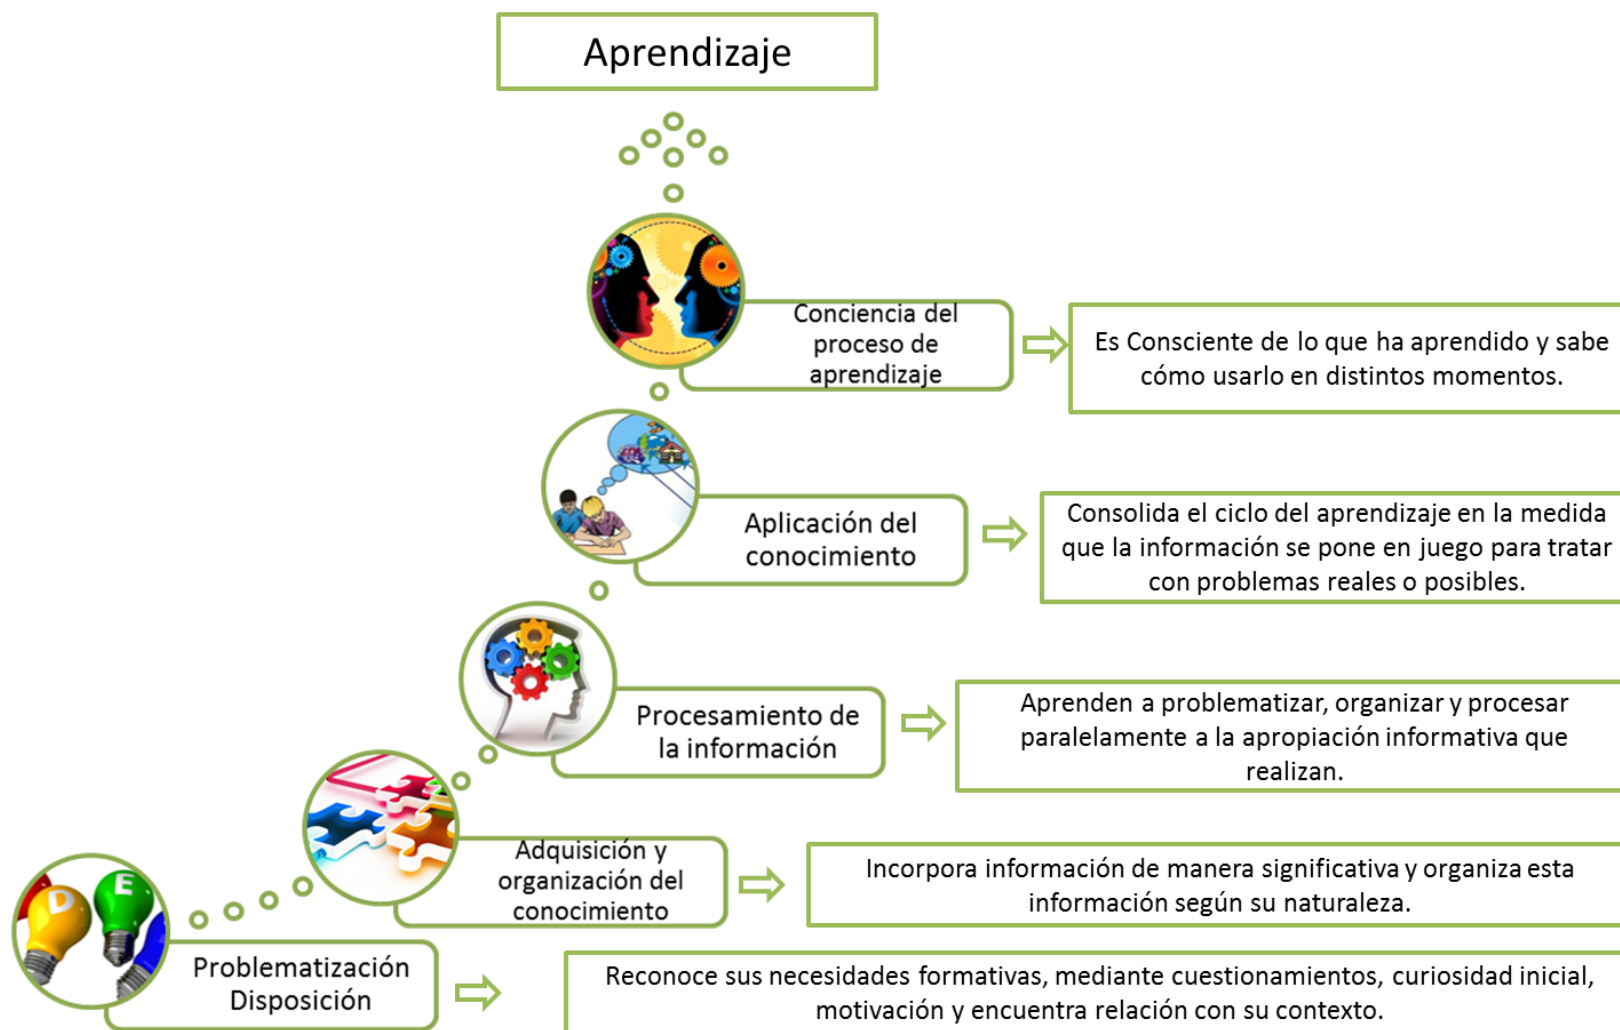 Aprendizaje
Conciencia del
proceso de
aprendizaje
Es Consciente de lo que ha aprendido y sabe
cómo usarlo en distintos momentos.
Aplicación del
conocimiento
Consolida el ciclo del aprendizaje en la medida
que la información se pone en juego para tratar
con problemas reales o posibles.
Procesamiento de
la información
Aprenden a problematizar, organizar y procesar
paralelamente a la apropiación informativa que
realizan.
Adquisición y
organización del
conocimiento
Incorpora información de manera significativa y organiza esta
información según su naturaleza.
D E
Problematización
Disposición
Reconoce sus necesidades formativas, mediante cuestionamientos, curiosidad inicial,
motivación y encuentra relación con su contexto.